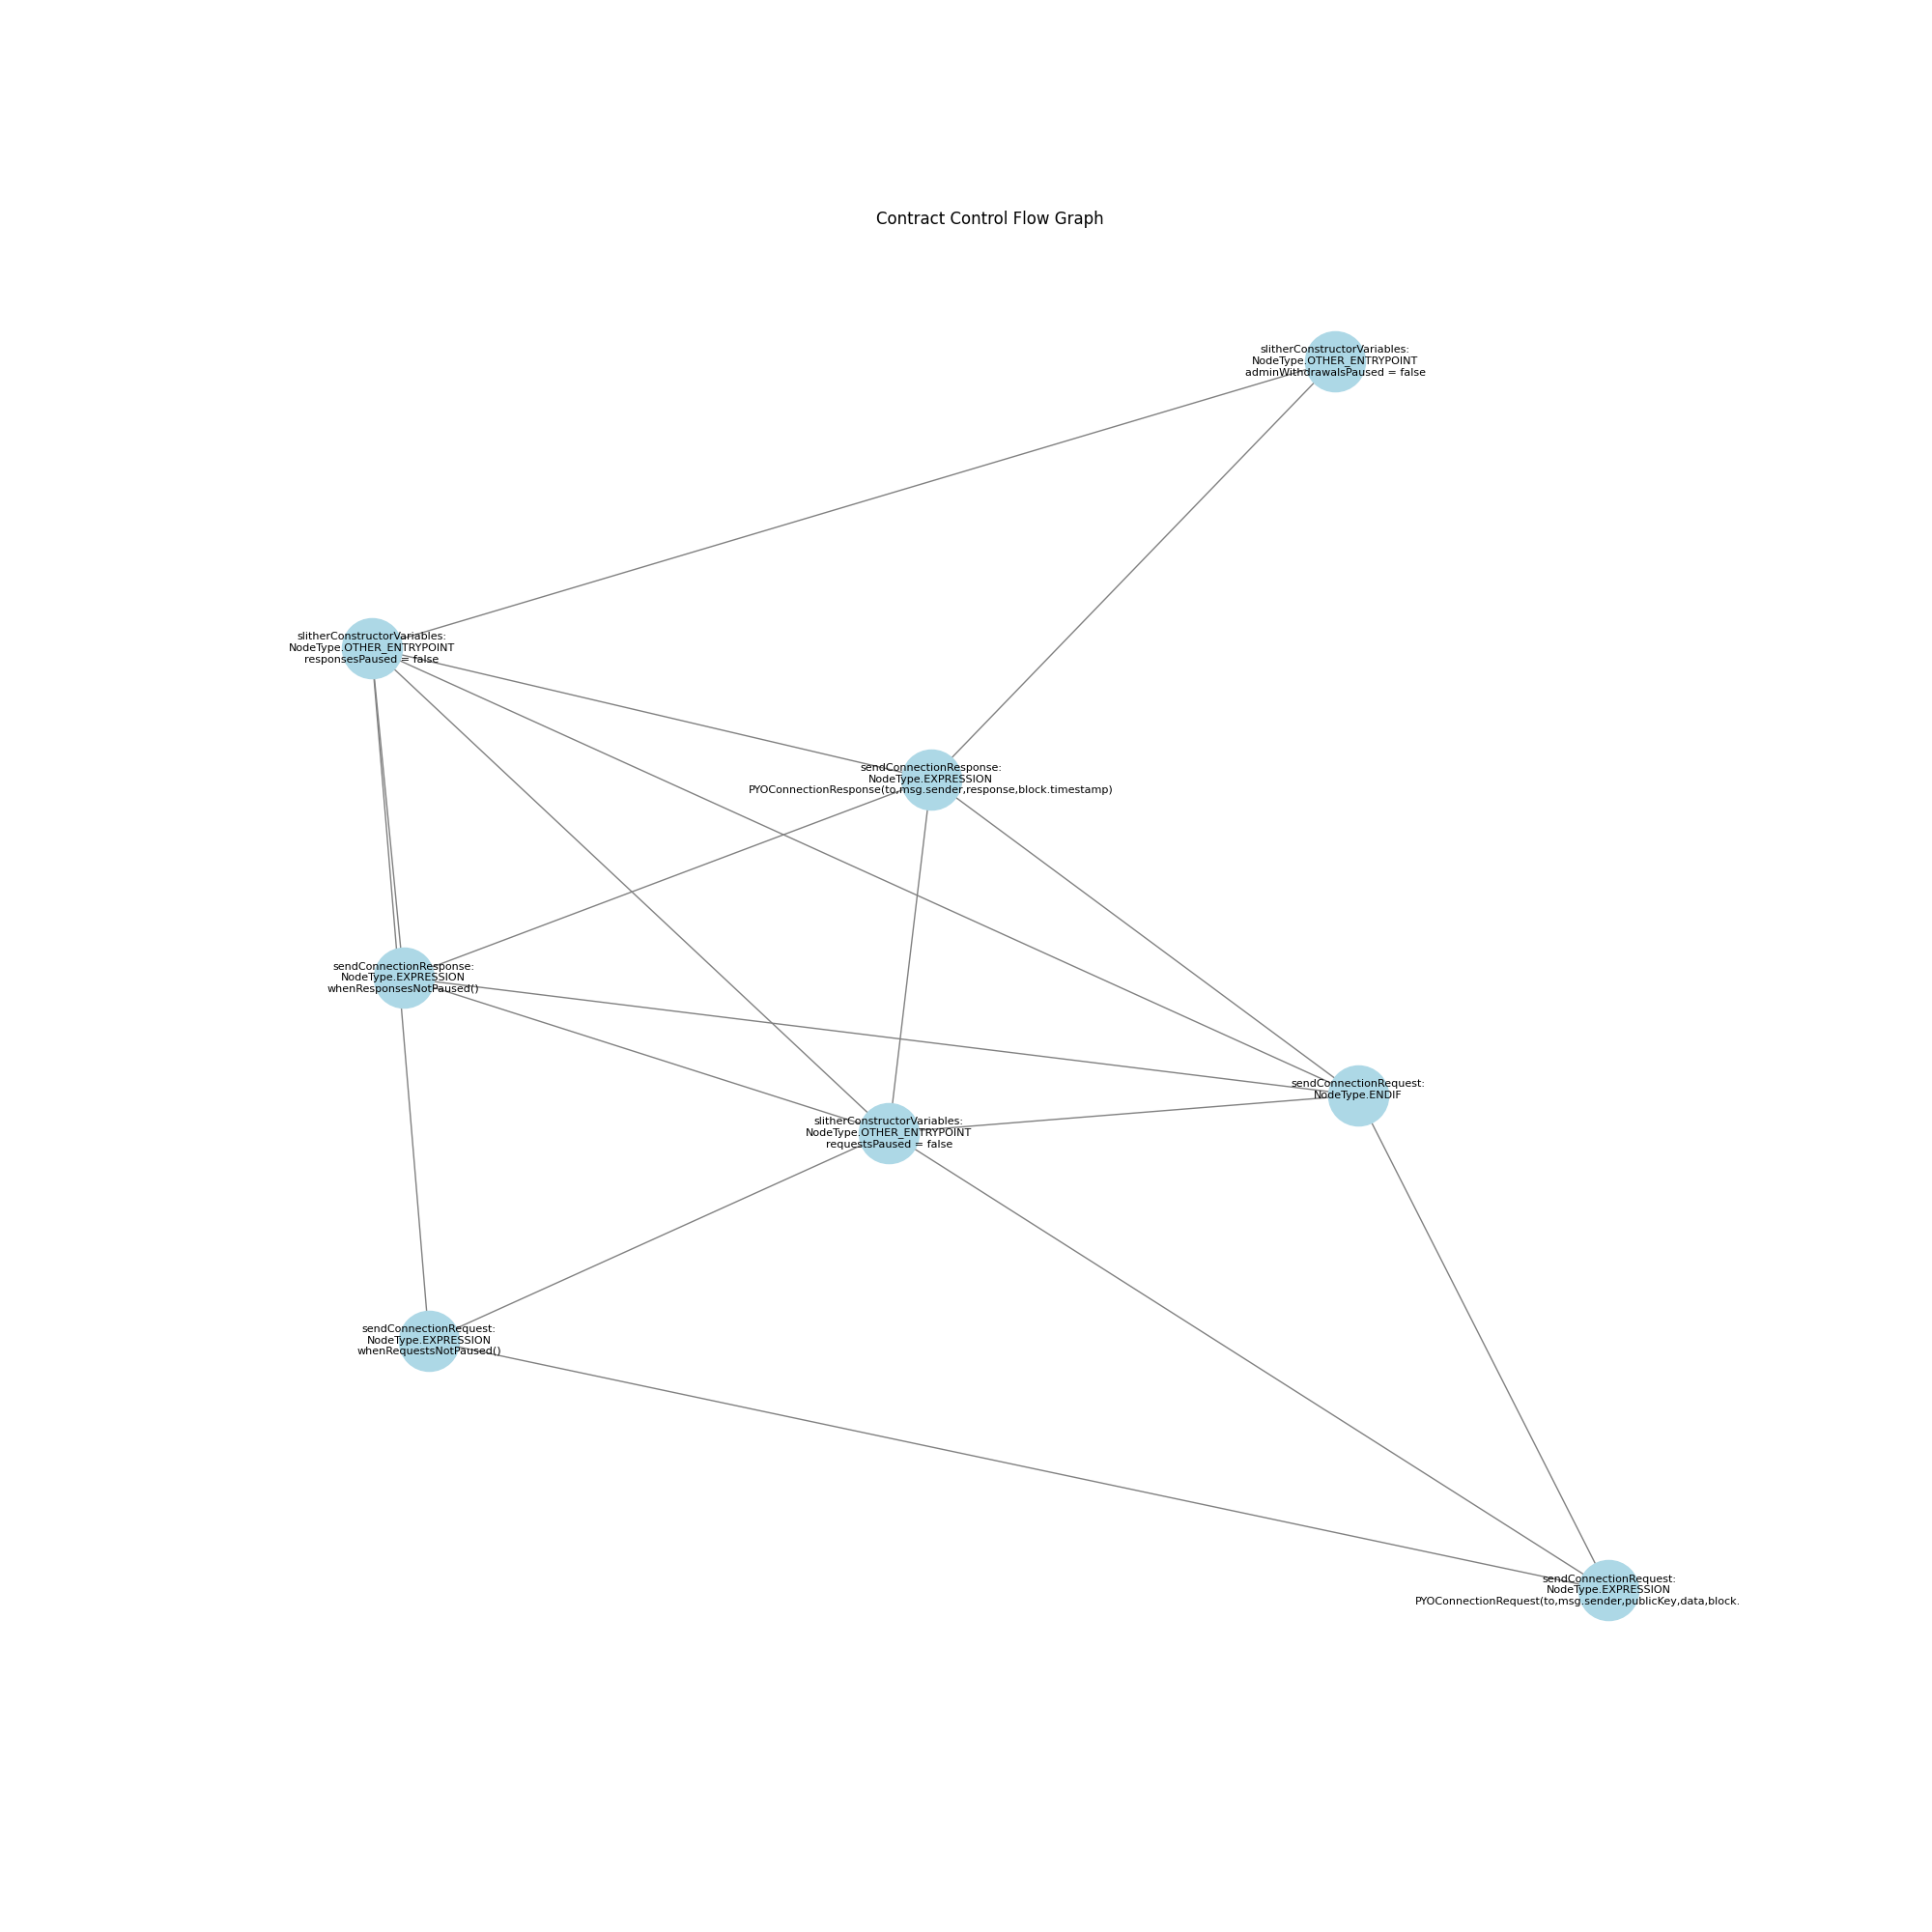 Contract Control Flow Graph
slitherConstructorVariables:
NodeType.OTHER_ENTRYPOINT
adminWithdrawalsPaused = false
slitherConstructorVariables:
NodeType.OTHER_ENTRYPOINT
responsesPaused = false
sendConnectionResponse:
NodeType.EXPRESSION
PYOConnectionResponse(to,msg.sender,response,block.timestamp)
sendConnectionResponse:
NodeType.EXPRESSION
whenResponsesNotPaused()
sendConnectionRequest:
NodeType.ENDIF
slitherConstructorVariables:
NodeType.OTHER_ENTRYPOINT
requestsPaused = false
sendConnectionRequest:
NodeType.EXPRESSION
whenRequestsNotPaused()
sendConnectionRequest:
NodeType.EXPRESSION
PYOConnectionRequest(to,msg.sender,publicKey,data,block.